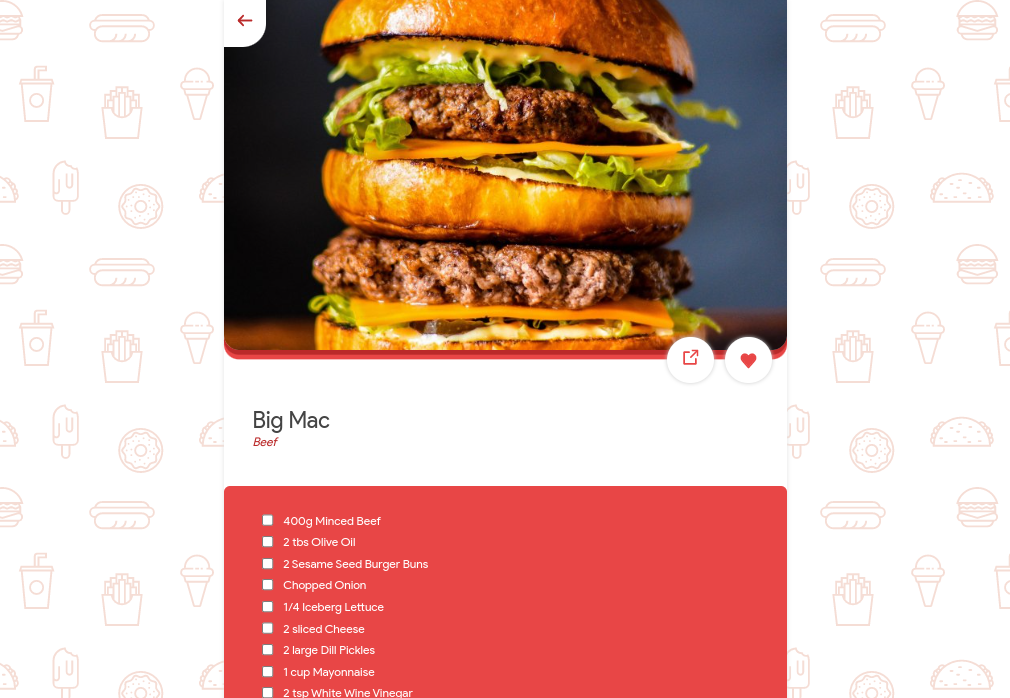 Big Mac
Beef
400g Minced Beef
2 tbs Olive Oil
2 Sesame Seed Burger Buns
Chopped Onion
1/4 Iceberg Lettuce
2 sliced Cheese
2 large Dill Pickles
1 cup Mayonnaise
2 tsp White Wine Vinegar